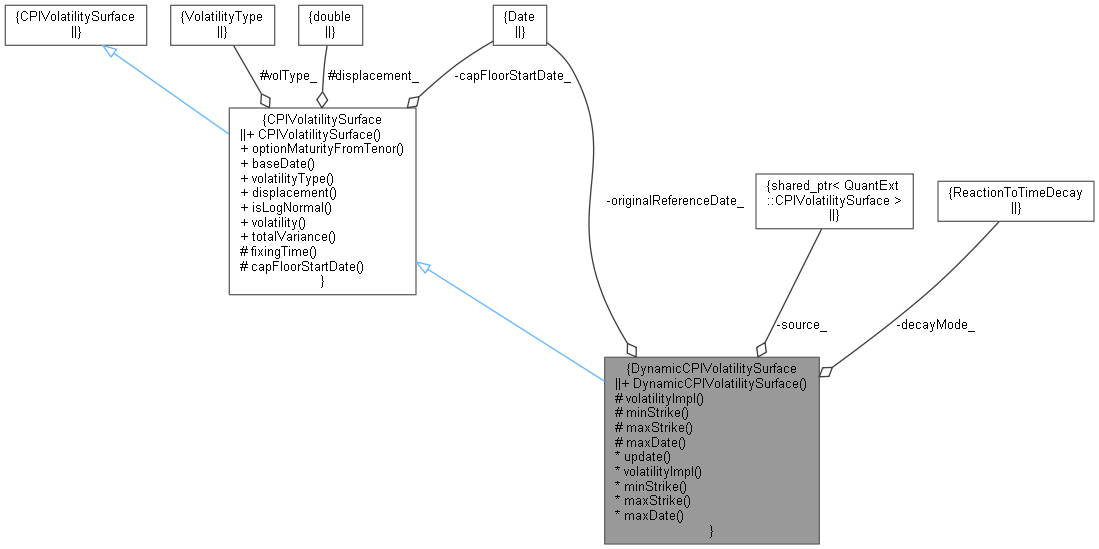 {CPIVolatilitySurface
||}
{VolatilityType
||}
{double
||}
{Date
||}
#volType_
#displacement_
-capFloorStartDate_
{CPIVolatilitySurface
||+ CPIVolatilitySurface()
+ optionMaturityFromTenor()
+ baseDate()
+ volatilityType()
+ displacement()
+ isLogNormal()
+ volatility()
+ totalVariance()
# fixingTime()
# capFloorStartDate()
}
-originalReferenceDate_
{shared_ptr< QuantExt
::CPIVolatilitySurface >
||}
{ReactionToTimeDecay
||}
-source_
-decayMode_
{DynamicCPIVolatilitySurface
||+ DynamicCPIVolatilitySurface()
# volatilityImpl()
# minStrike()
# maxStrike()
# maxDate()
* update()
* volatilityImpl()
* minStrike()
* maxStrike()
* maxDate()
}